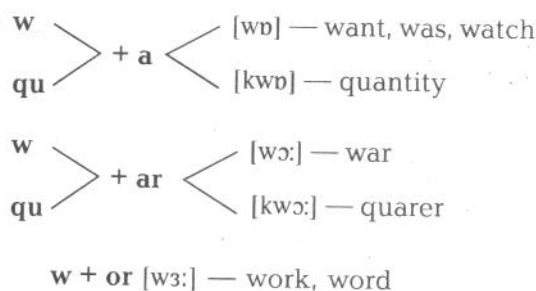 w
qu
+ a
[wɒ] — want, was, watch
[kwɒ] — quantity
w
qu
+ ar
[wɔ:] — war
[kwɔ:] — quarer
w + or [wɜ:] — work, word